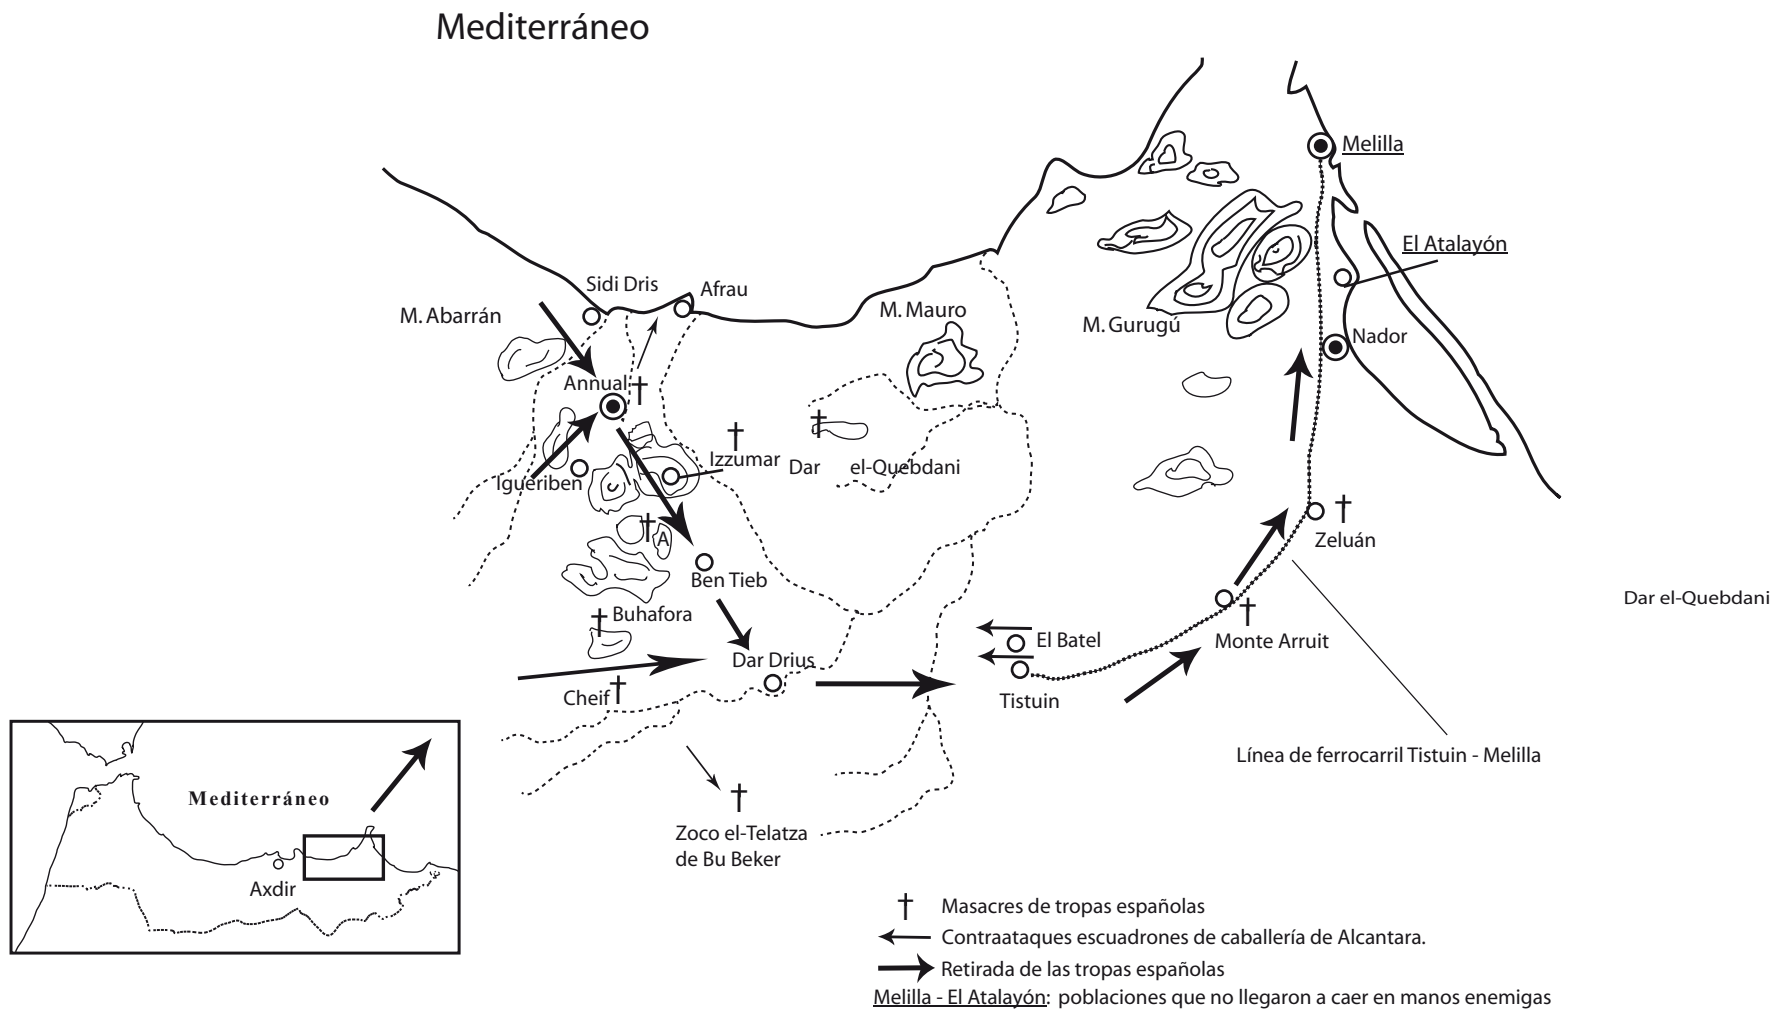 Mediterráneo
Melilla
El Atalayón
Sidi Dris
Afrau
M. Abarrán
M. Mauro
M. Gurugú
Nador
Annual
Izzumar
Dar el-Quebdani
Igueriben
A
Zeluán
Ben Tieb
Dar el-Quebdani
Buhafora
El Batel
Monte Arruit
Dar Drius
Cheif
Tistuin
Línea de ferrocarril Tistuin - Melilla
Mediterráneo
Zoco el-Telatza
de Bu Beker
Axdir
Masacres de tropas españolas
Contraataques escuadrones de caballería de Alcantara.
Retirada de las tropas españolas
Melilla - El Atalayón: poblaciones que no llegaron a caer en manos enemigas